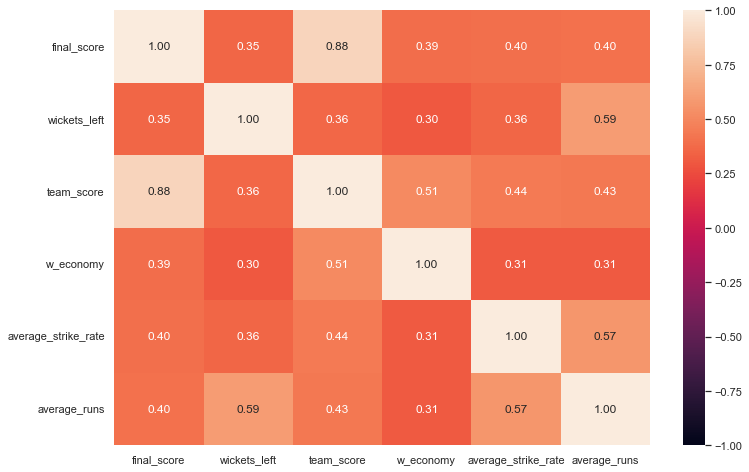 final_score 1.00 0.35 0.88 0.39 0.40 0.40
wickets_left 0.35 1.00 0.36 0.30 0.36 0.59
team_score 0.88 0.36 1.00 0.51 0.44 0.43
w_economy 0.39 0.30 0.51 1.00 0.31 0.31
average_strike_rate 0.40 0.36 0.44 0.31 1.00 0.57
average_runs 0.40 0.59 0.43 0.31 0.57 1.00
final_score wickets_left team_score w_economy average_strike_rate average_runs
1.00
0.75
0.50
0.25
0.00
−0.25
−0.50
−0.75
−1.00